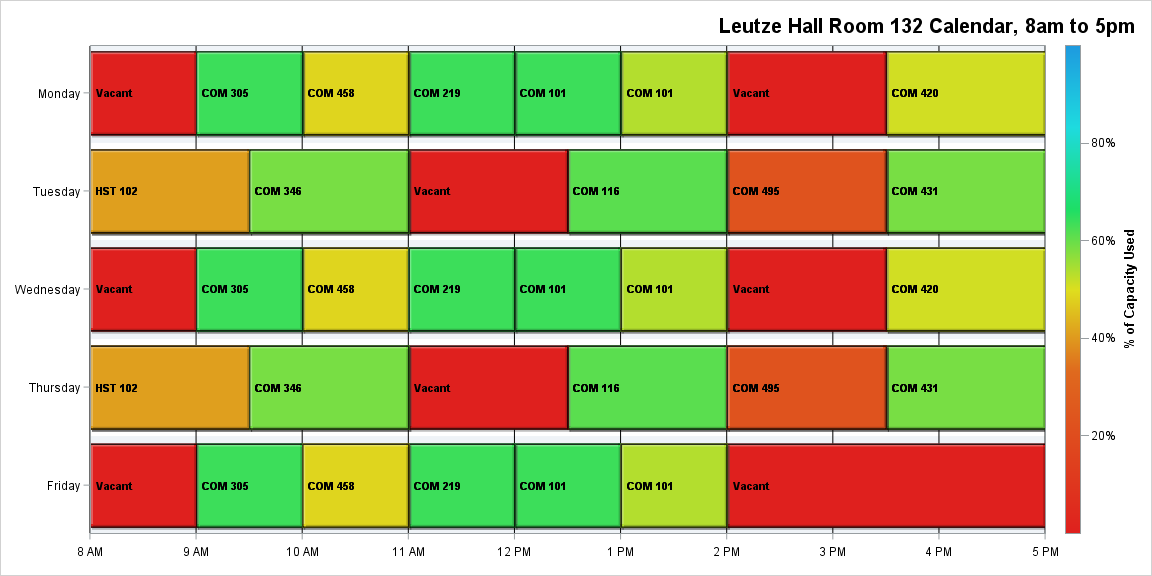 Leutze Hall Room 132 Calendar, 8am to 5pm
Monday
Vacant
COM 305
COM 458
COM 219
COM 101
COM 101
Vacant
COM 420
Tuesday
HST 102
COM 346
Vacant
COM 116
COM 495
COM 431
Wednesday
Vacant
COM 305
COM 458
COM 219
COM 101
COM 101
Vacant
COM 420
Thursday
HST 102
COM 346
Vacant
COM 116
COM 495
COM 431
Friday
Vacant
COM 305
COM 458
COM 219
COM 101
COM 101
Vacant
8 AM
9 AM
10 AM
11 AM
12 PM
1 PM
2 PM
3 PM
4 PM
5 PM
80%
60%
40%
20%
% of Capacity Used